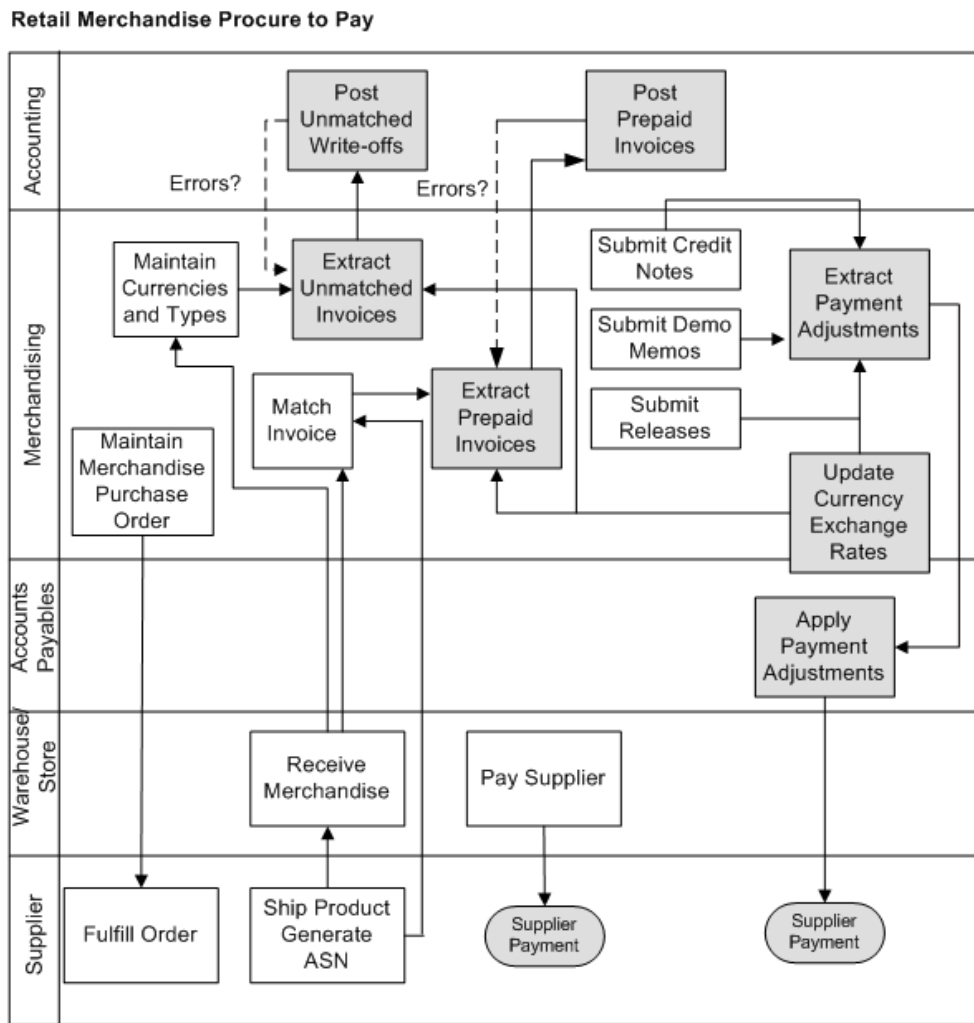 Retail Merchandise Procure to Pay
Accounting
Post
Unmatched
Write-offs
Post
Prepaid
Invoices
Errors?
Errors?
Merchandising
Maintain
Currencies
and Types
Extract
Unmatched
Invoices
Submit Credit
Notes
Extract
Payment
Adjustments
Submit Demo
Memos
Match
Invoice
Extract
Prepaid
Invoices
Submit
Releases
Maintain
Merchandise
Purchase
Order
Update
Currency
Exchange
Rates
Accounts
Payables
Apply
Payment
Adjustments
Warehouse/
Store
Receive
Merchandise
Pay Supplier
Supplier
Fulfill Order
Ship Product
Generate
ASN
Supplier
Payment
Supplier
Payment